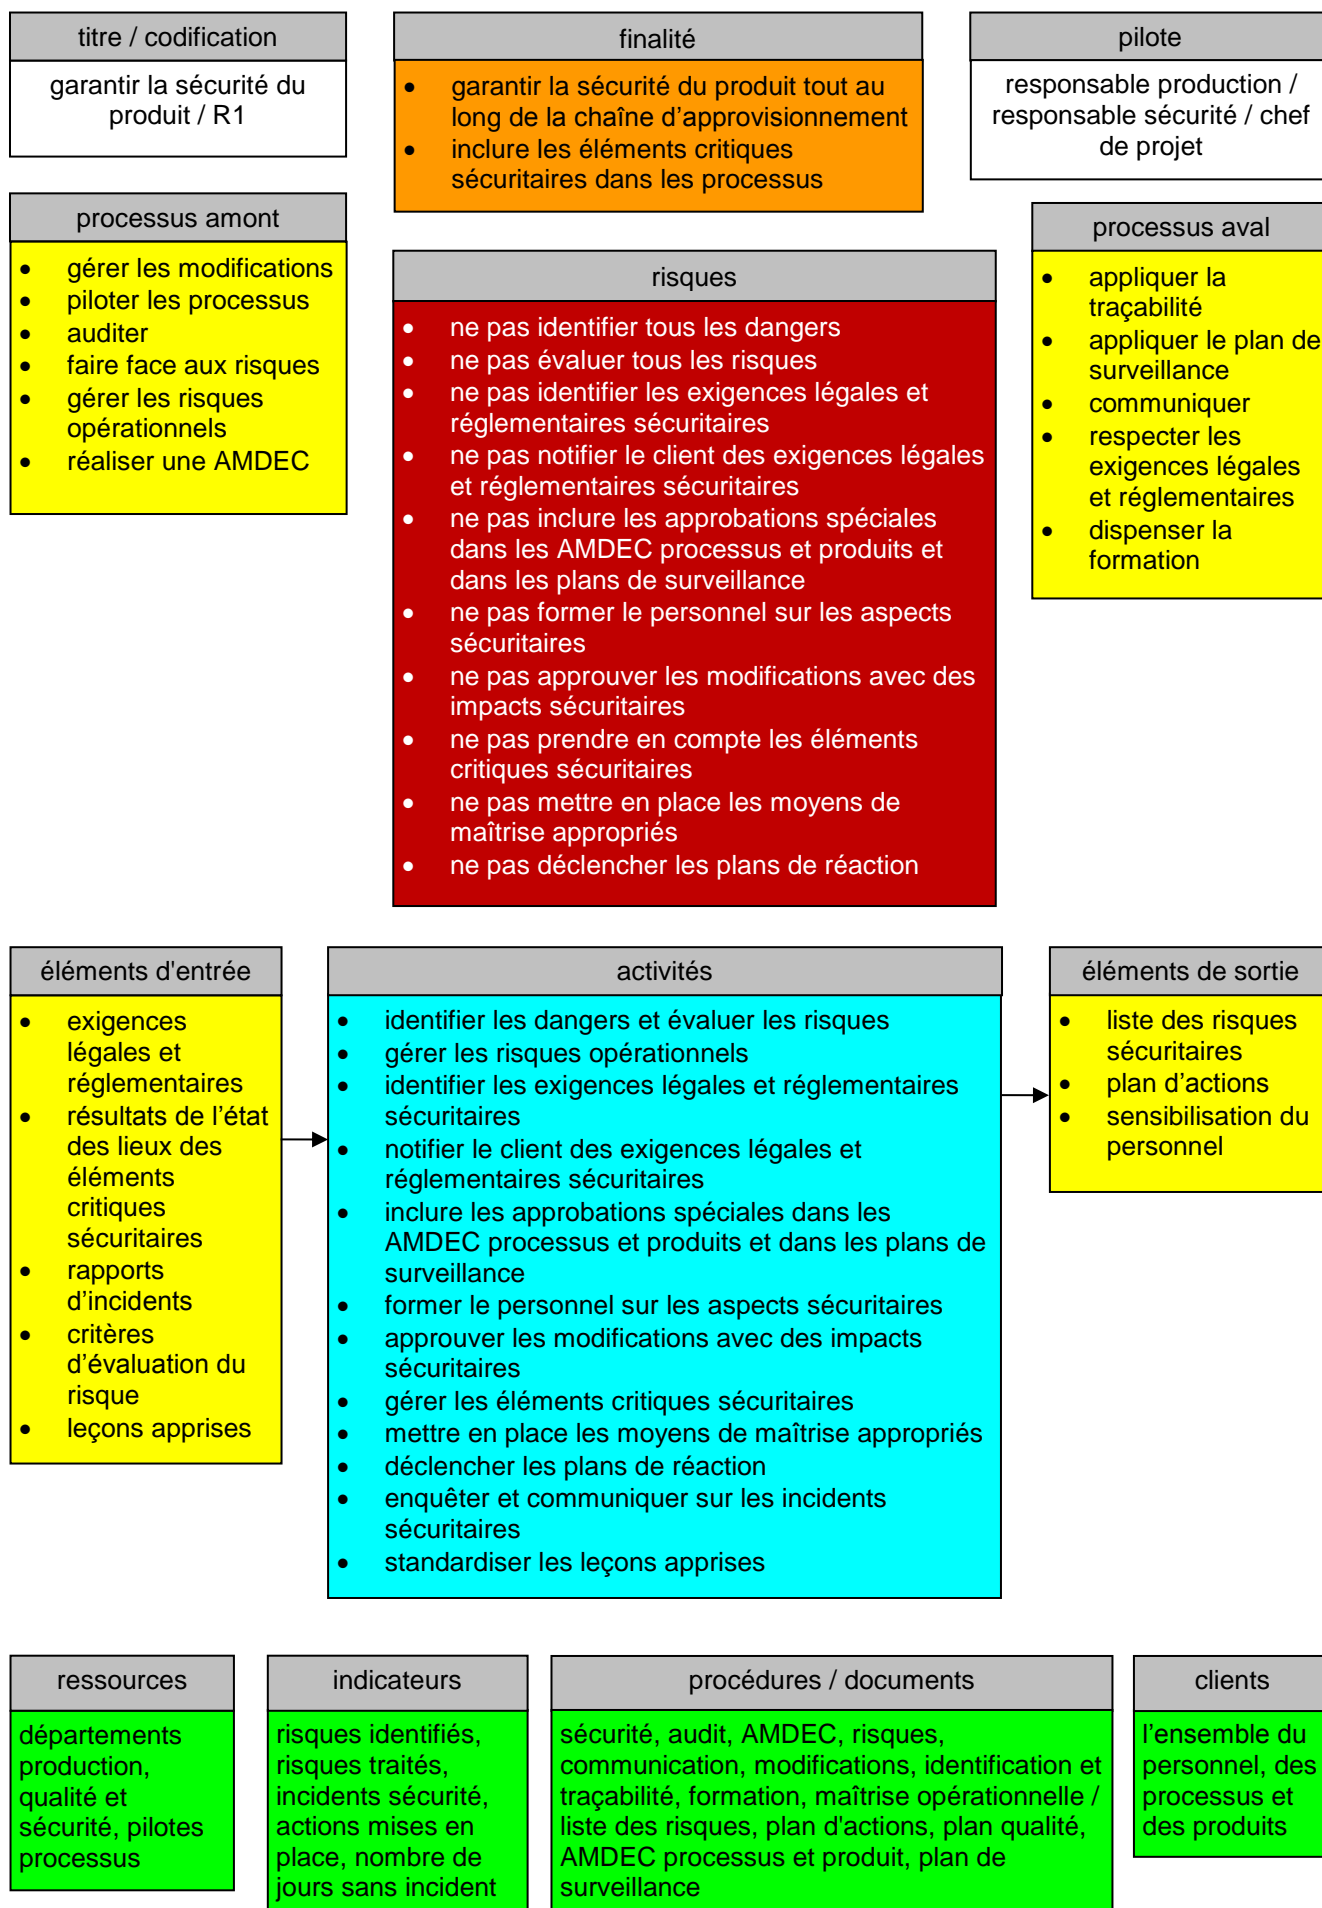 titre / codification
garantir la sécurité du
produit / R1
finalité
• garantir la sécurité du produit tout au
long de la chaîne d’approvisionnement
• inclure les éléments critiques
sécuritaires dans les processus
pilote
responsable production /
responsable sécurité / chef
de projet
processus amont
• gérer les modifications
• piloter les processus
• auditer
• faire face aux risques
• gérer les risques
opérationnels
• réaliser une AMDEC
risques
• ne pas identifier tous les dangers
• ne pas évaluer tous les risques
• ne pas identifier les exigences légales et
réglementaires sécuritaires
• ne pas notifier le client des exigences légales
et réglementaires sécuritaires
• ne pas inclure les approbations spéciales
dans les AMDEC processus et produits et
dans les plans de surveillance
• ne pas former le personnel sur les aspects
sécuritaires
• ne pas approuver les modifications avec des
impacts sécuritaires
• ne pas prendre en compte les éléments
critiques sécuritaires
• ne pas mettre en place les moyens de
maîtrise appropriés
• ne pas déclencher les plans de réaction
processus aval
• appliquer la
traçabilité
• appliquer le plan de
surveillance
• communiquer
• respecter les
exigences légales
et réglementaires
• dispenser la
formation
éléments d'entrée
• exigences
légales et
réglementaires
• résultats de l’état
des lieux des
éléments
critiques
sécuritaires
• rapports
d’incidents
• critères
d’évaluation du
risque
• leçons apprises
activités
• identifier les dangers et évaluer les risques
• gérer les risques opérationnels
• identifier les exigences légales et réglementaires
sécuritaires
• notifier le client des exigences légales et
réglementaires sécuritaires
• inclure les approbations spéciales dans les
AMDEC processus et produits et dans les plans de
surveillance
• former le personnel sur les aspects sécuritaires
• approuver les modifications avec des impacts
sécuritaires
• gérer les éléments critiques sécuritaires
• mettre en place les moyens de maîtrise appropriés
• déclencher les plans de réaction
• enquêter et communiquer sur les incidents
sécuritaires
• standardiser les leçons apprises
éléments de sortie
• liste des risques
sécuritaires
• plan d’actions
• sensibilisation du
personnel
ressources
départements
production,
qualité et
sécurité, pilotes
processus
indicateurs
risques identifiés,
risques traités,
incidents sécurité,
actions mises en
place, nombre de
jours sans incident
procédures / documents
sécurité, audit, AMDEC, risques,
communication, modifications, identification et
traçabilité, formation, maîtrise opérationnelle /
liste des risques, plan d'actions, plan qualité,
AMDEC processus et produit, plan de
surveillance
clients
l’ensemble du
personnel, des
processus et
des produits